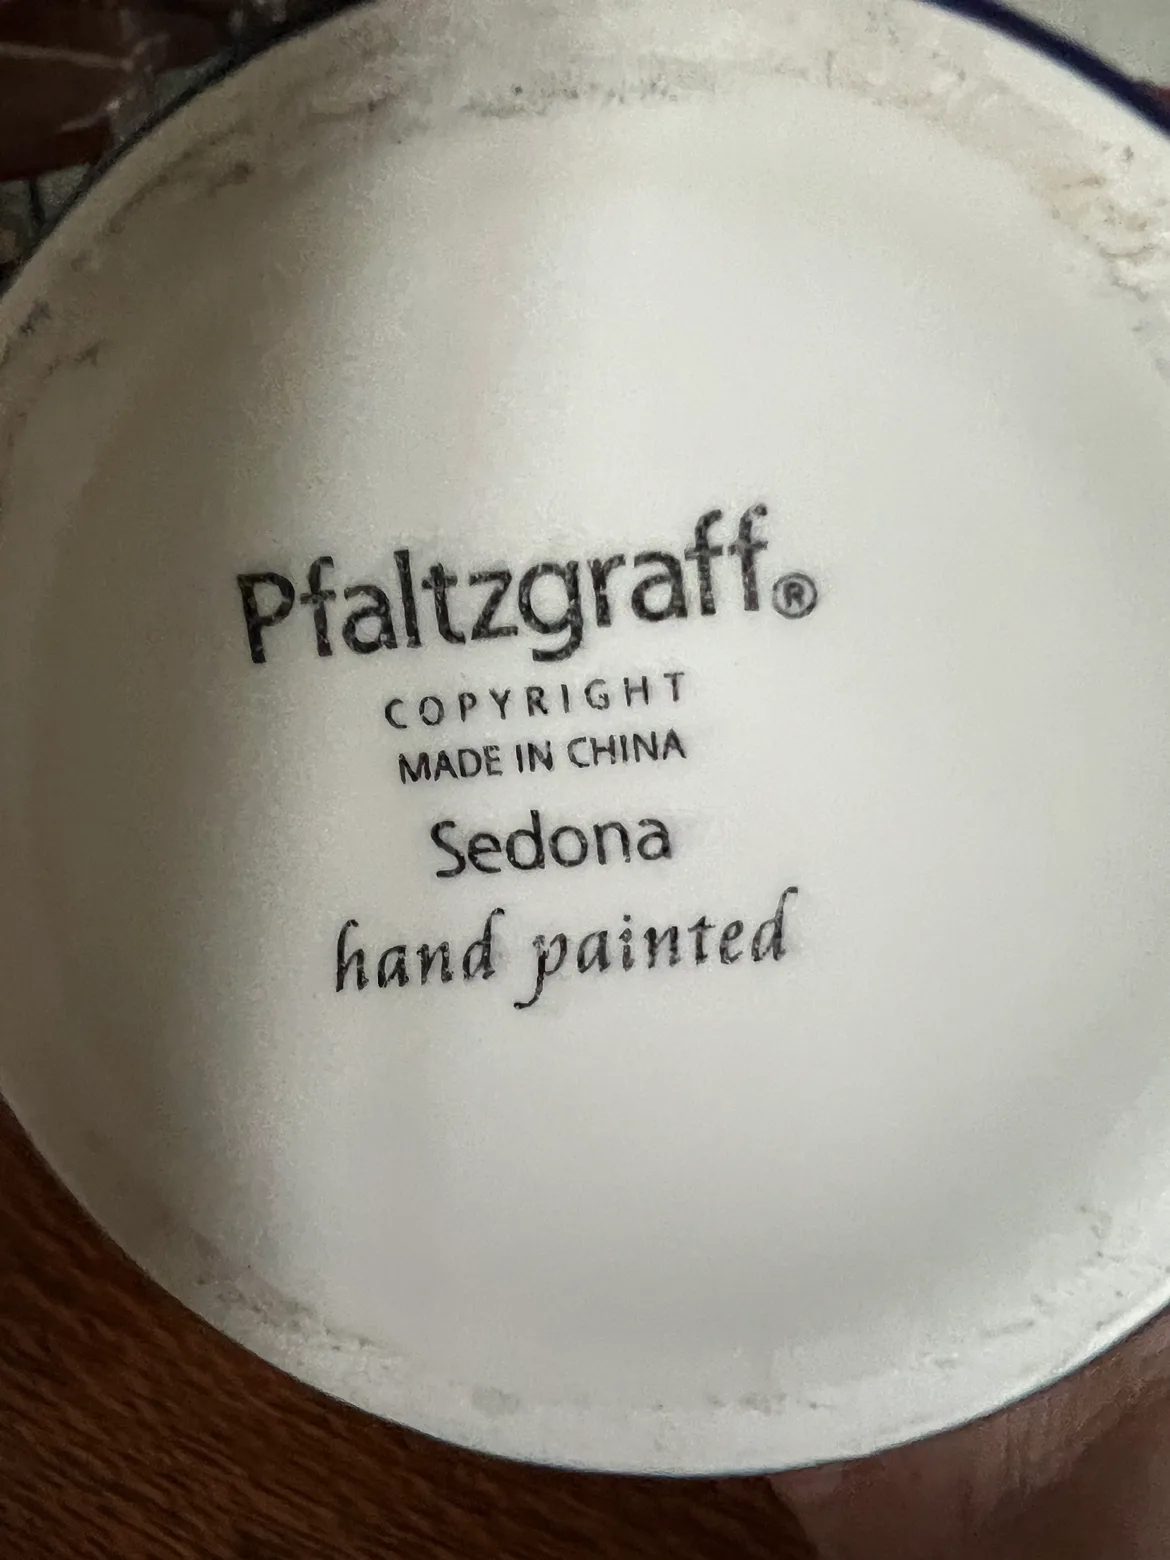 Pfaltzgraff®
COPYRIGHT
MADE IN CHINA
Sedona
hand painted